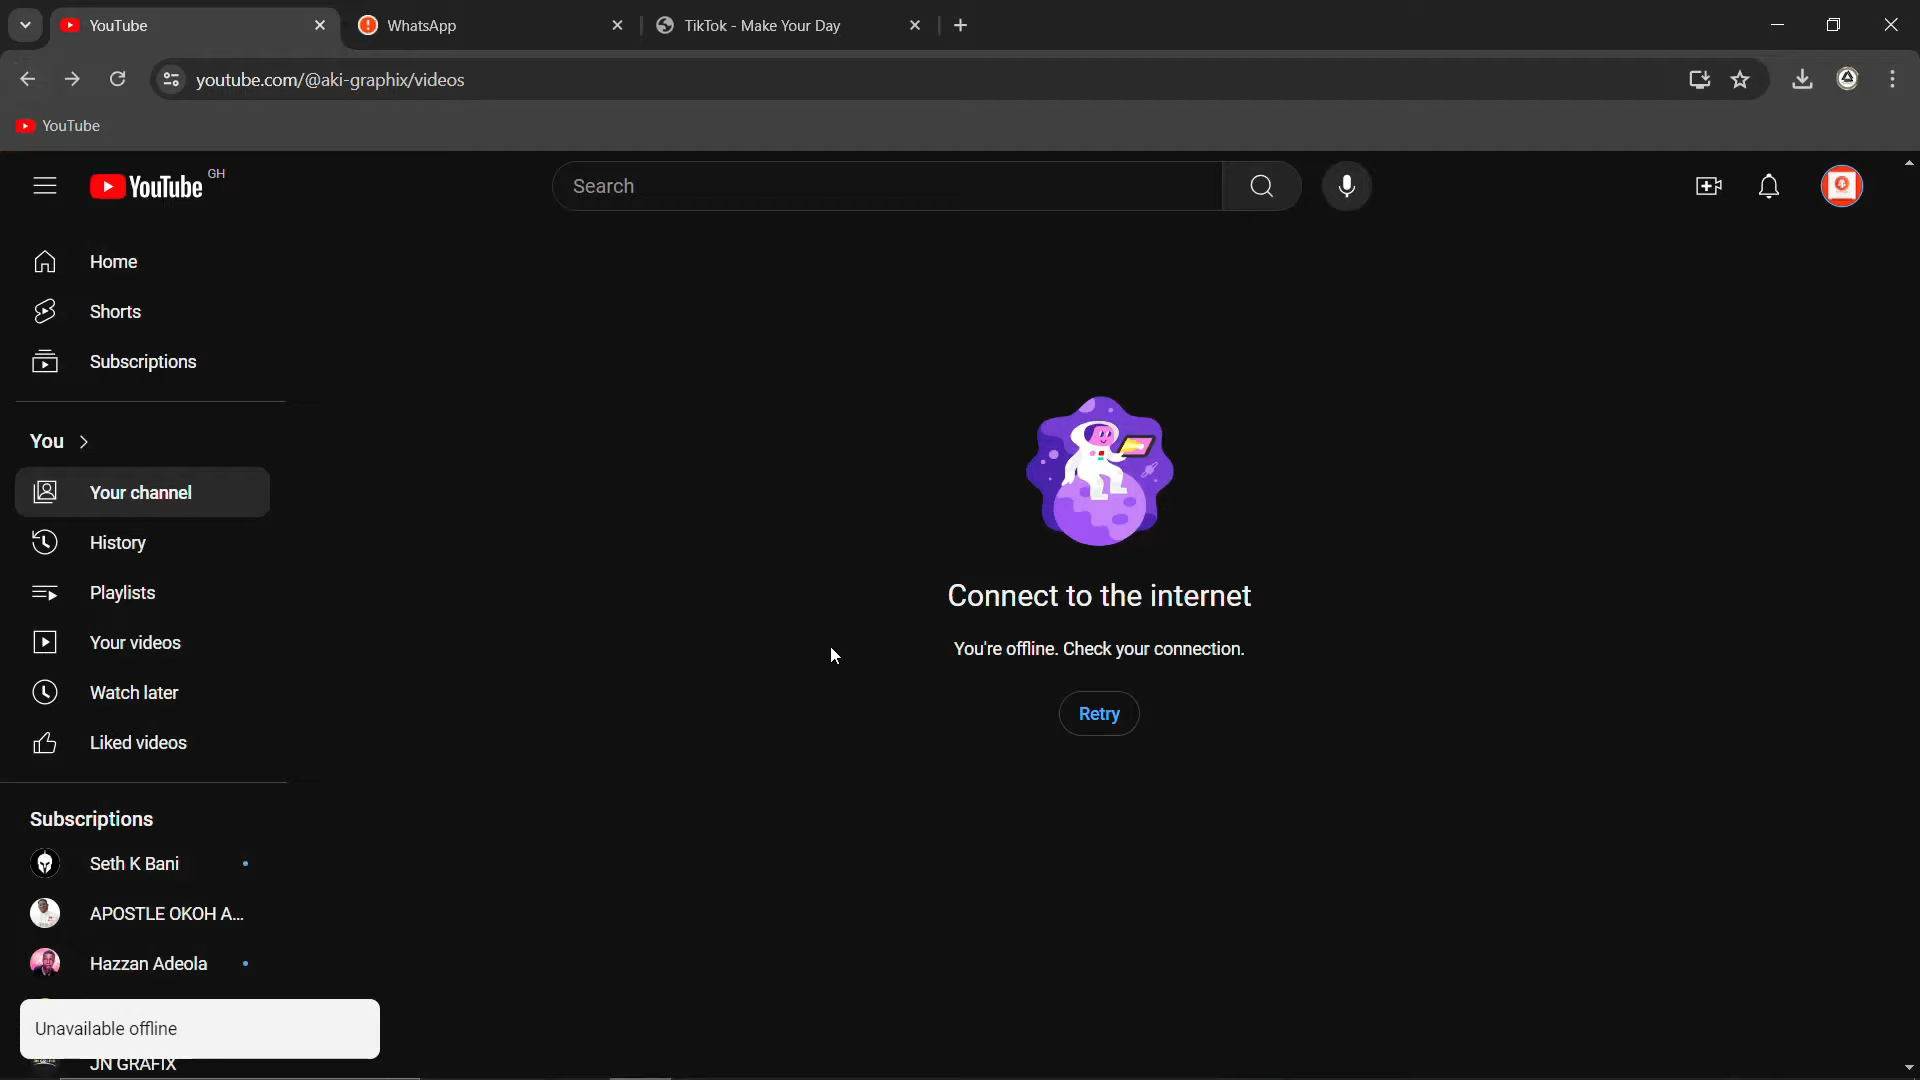 YouTube
WhatsApp
TikTok - Make Your Day
youtube.com/@aki-graphix/videos
YouTube
YouTube GH
Search
Home
Shorts
Subscriptions
You
Your channel
History
Playlists
Your videos
Watch later
Liked videos
Connect to the internet
You're offline. Check your connection.
Retry
Subscriptions
Seth K Bani
APOSTLE OKOH A...
Hazzan Adeola
Unavailable offline
JN GRAFIX